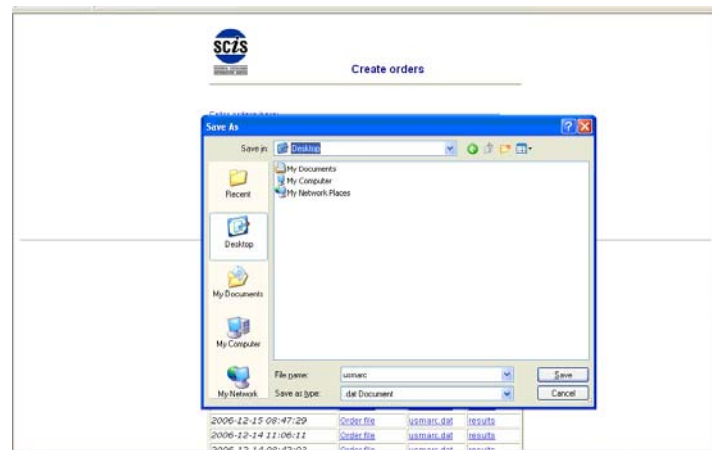 scis
Create orders
Save As
Save in: Desktop
My Documents
My Computer
My Network Places
Recent
Desktop
My Documents
My Computer
My Network
File name: usmarc Save
Save as type: .dat Document Cancel
2006-12-15 08:47:29 Order file usmarc.dat results
2006-12-14 11:06:11 Order file usmarc.dat results